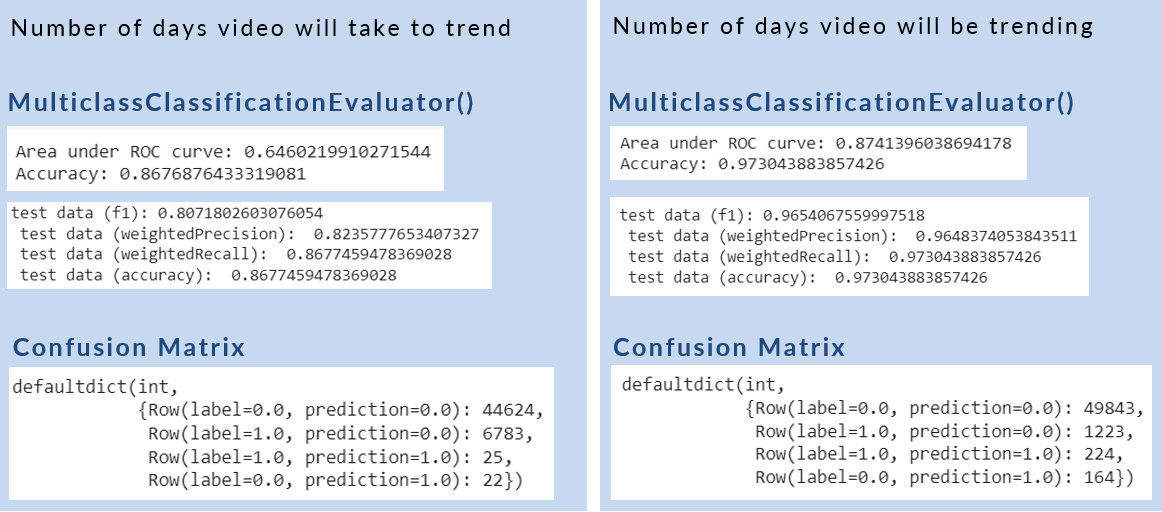 Number of days video will take to trend
MulticlassClassificationEvaluator()
Area under ROC curve: 0.6460219910271544
Accuracy: 0.8676876433319081
test data (f1): 0.8071802603076054
test data (weightedPrecision):  0.8235777653407327
test data (weightedRecall):  0.8677459478369028
test data (accuracy):  0.8677459478369028
Confusion Matrix
defaultdict(int,
{Row(label=0.0, prediction=0.0): 44624,
Row(label=1.0, prediction=0.0): 6783,
Row(label=1.0, prediction=1.0): 25,
Row(label=0.0, prediction=1.0): 22})
Number of days video will be trending
MulticlassClassificationEvaluator()
Area under ROC curve: 0.8741396038694178
Accuracy: 0.973043883857426
test data (f1): 0.9654067559997518
test data (weightedPrecision):  0.9648374053843511
test data (weightedRecall):  0.973043883857426
test data (accuracy):  0.973043883857426
Confusion Matrix
defaultdict(int,
{Row(label=0.0, prediction=0.0): 49843,
Row(label=1.0, prediction=0.0): 1223,
Row(label=1.0, prediction=1.0): 224,
Row(label=0.0, prediction=1.0): 164})